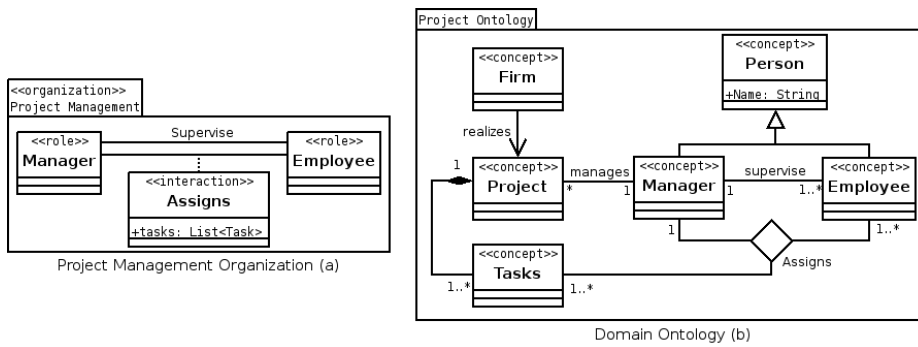 <<organization>>
Project Management
<<role>>
Manager
Supervise
<<role>>
Employee
<<interaction>>
Assigns
+tasks: List<Task>
Project Management Organization (a)
Project Ontology
<<concept>>
Firm
<<concept>>
Person
+Name: String
realizes
1
<<concept>>
Project
*
manages
1
<<concept>>
Manager
1
supervise
1..*
<<concept>>
Employee
1
1..*
Assigns
<<concept>>
Tasks
1..*
1..*
Domain Ontology (b)